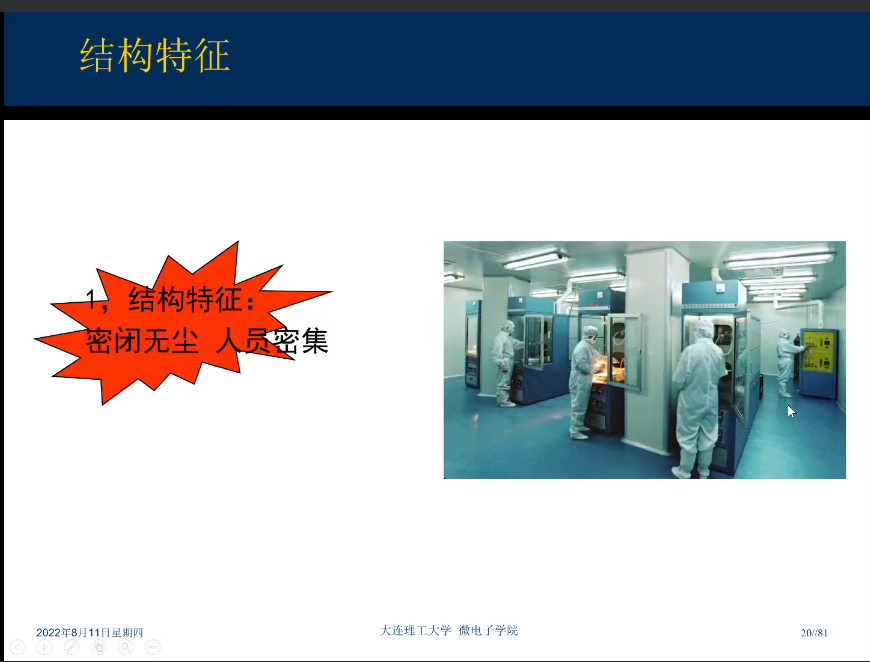 结构特征
1，结构特征：
密闭无尘 人员密集
2022年8月11日星期四
大连理工大学 微电子学院
20//81